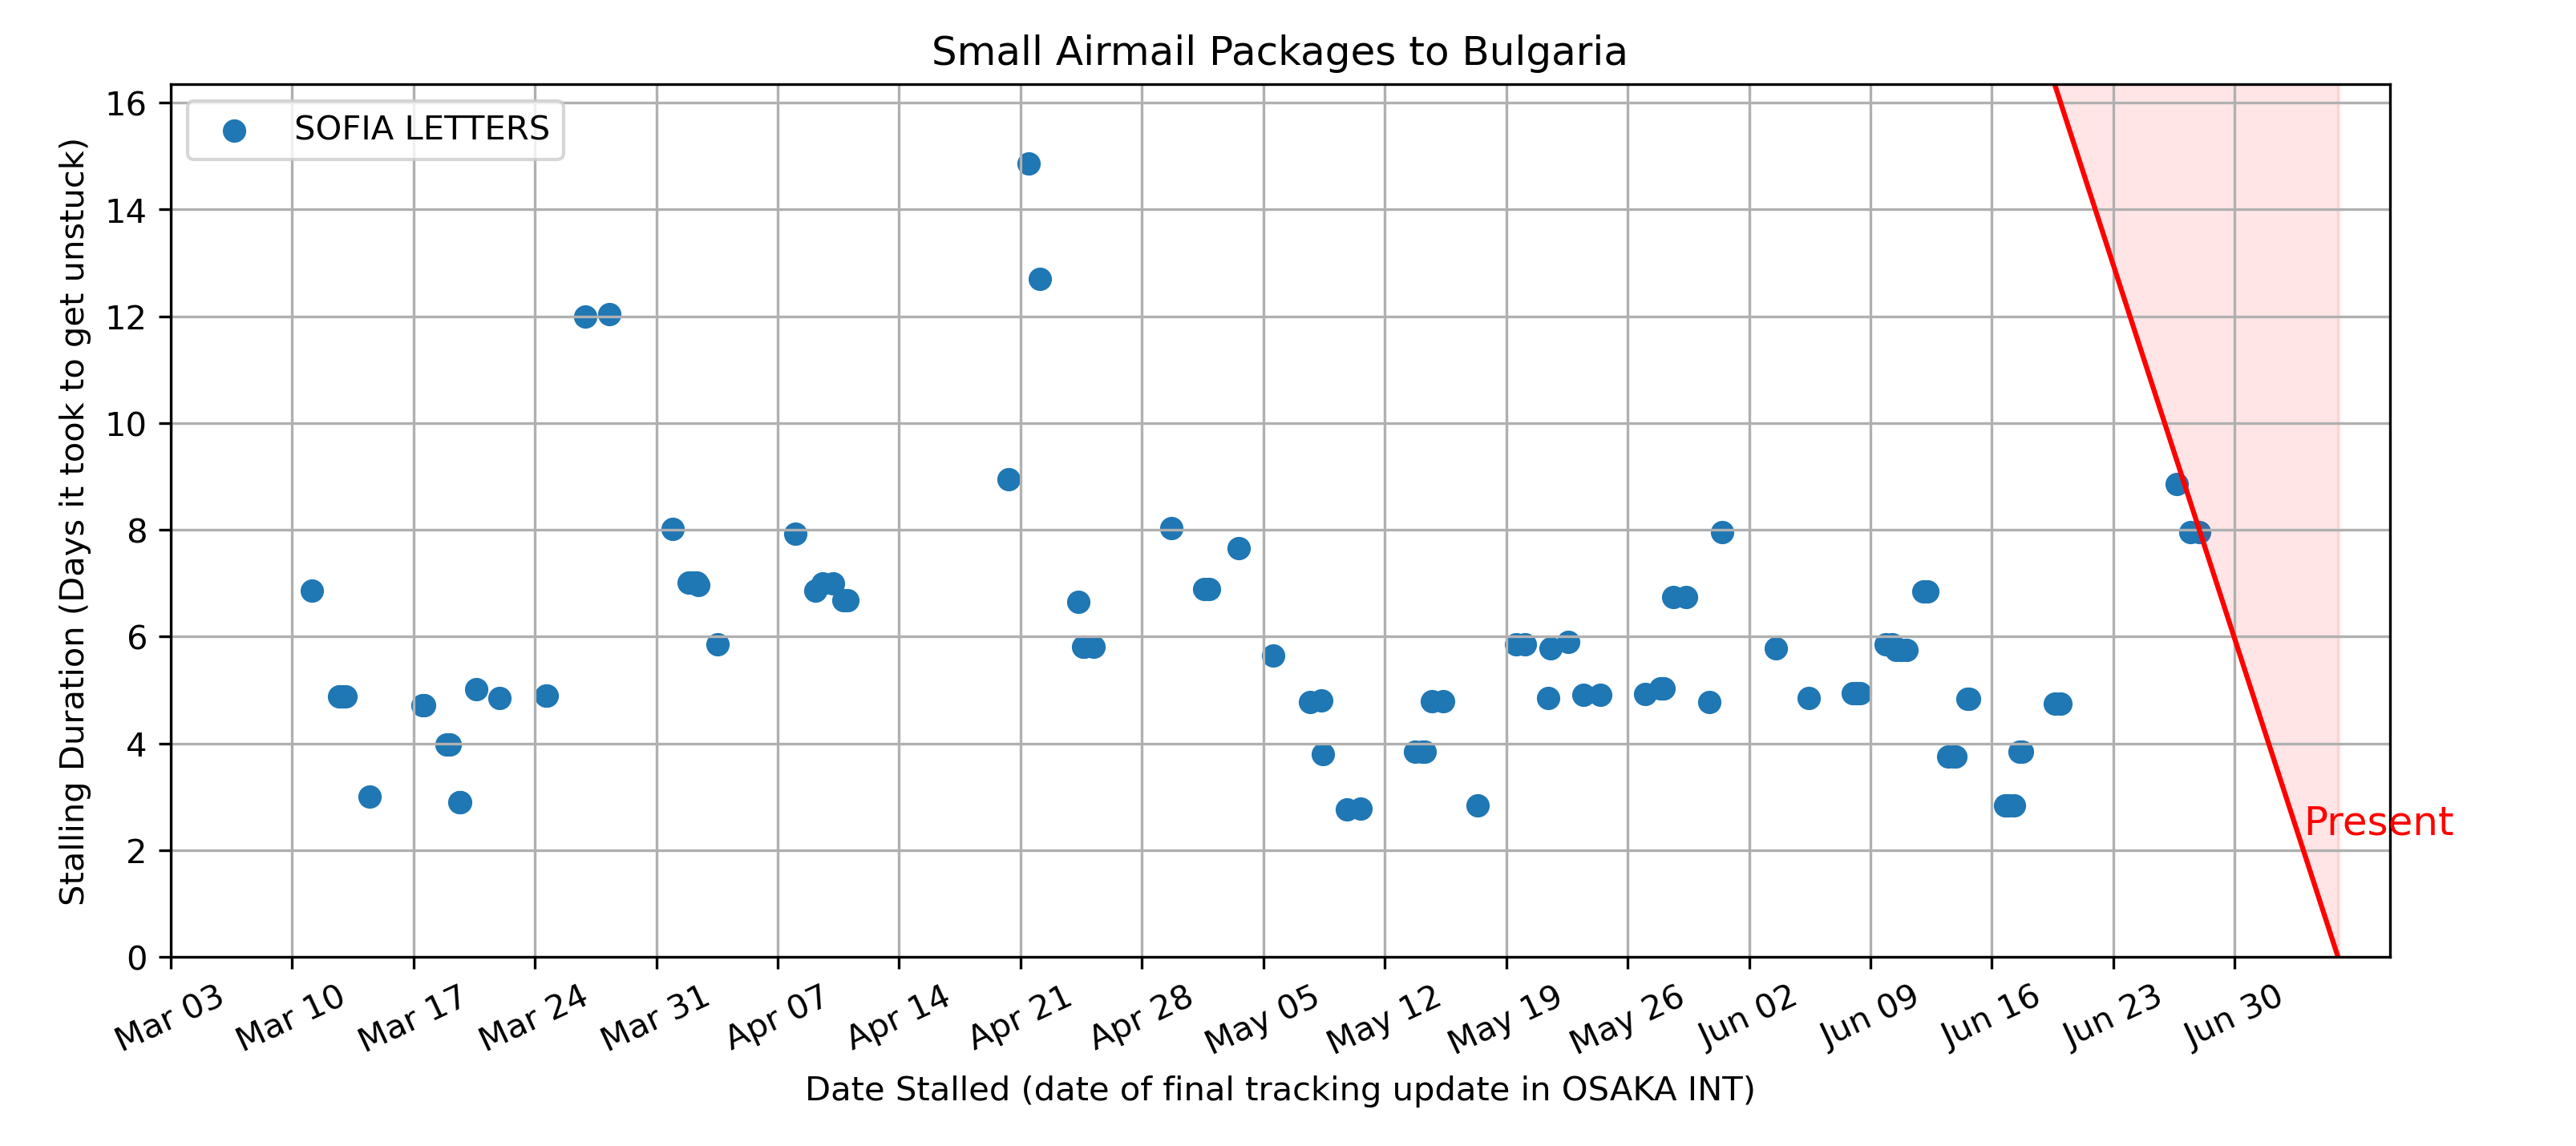 Small Airmail Packages to Bulgaria
SOFIA LETTERS
Stalling Duration (Days it took to get unstuck)
16
14
12
10
8
6
4
2
0
Present
Mar 03
Mar 10
Mar 17
Mar 24
Mar 31
Apr 07
Apr 14
Apr 21
Apr 28
May 05
May 12
May 19
May 26
Jun 02
Jun 09
Jun 16
Jun 23
Jun 30
Date Stalled (date of final tracking update in OSAKA INT)